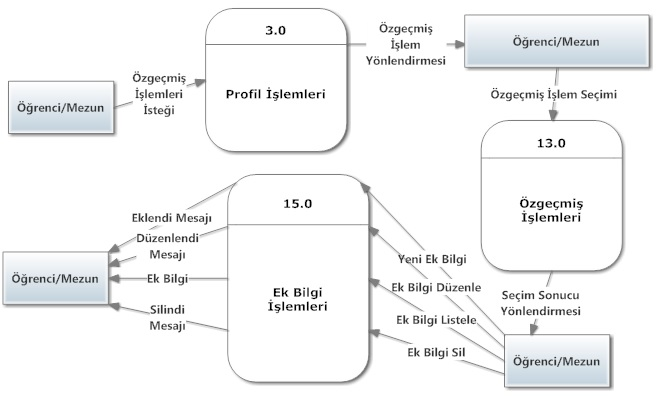 Öğrenci/Mezun
Özgeçmiş
İşlemleri
İsteği
3.0
Profil İşlemleri
Özgeçmiş
İşlem
Yönlendirmesi
Öğrenci/Mezun
Özgeçmiş İşlem Seçimi
13.0
Özgeçmiş
İşlemleri
Seçim Sonucu
Yönlendirmesi
Öğrenci/Mezun
Yeni Ek Bilgi
Ek Bilgi Düzenle
Ek Bilgi Listele
Ek Bilgi Sil
15.0
Ek Bilgi
İşlemleri
Eklendi Mesajı
Düzenlendi
Mesajı
Ek Bilgi
Silindi
Mesajı
Öğrenci/Mezun